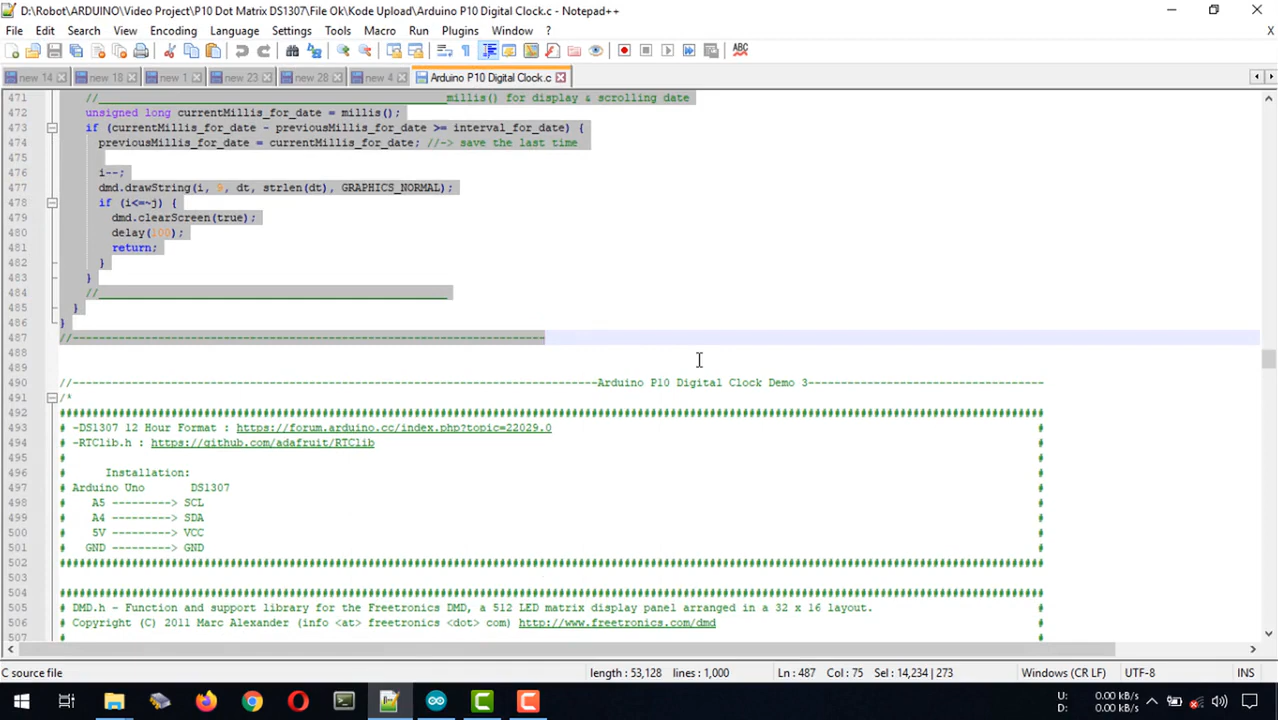 D:\Robot\ARDUINO\Video Project\P10 Dot Matrix DS1307\File Ok\Kode Upload\Arduino P10 Digital Clock.c - Notepad++
File Edit Search View Encoding Language Settings Tools Macro Run Plugins Window ?
X
ABC
new 14 new 18 new 1 new 23 new 28 new 4 Arduino P10 Digital Clock.c
471 //________________________________________________________millis() for display & scrolling date
472 unsigned long currentMillis_for_date = millis();
473 if (currentMillis_for_date - previousMillis_for_date >= interval_for_date) {
474 previousMillis_for_date = currentMillis_for_date; //-> save the last time
475
476 i--;
477 dmd.drawString(i, 9, dt, strlen(dt), GRAPHICS_NORMAL);
478 if (i<=~j) {
479 dmd.clearScreen(true);
480 delay(100);
481 return;
482 }
483 }
484 //________________________________________________________
485 }
486 }
487 //------------------------------------------------------------------------
488
489
490 //--------------------------------------------------------------------------------Arduino P10 Digital Clock Demo 3------------------------------------
491 /*
492 ######################################################################################################################################################
493 # -DS1307 12 Hour Format : https://forum.arduino.cc/index.php?topic=22029.0 #
494 # -RTClib.h : https://github.com/adafruit/RTClib #
495 # #
496 # Installation: #
497 # Arduino Uno DS1307 #
498 # A5 ---------> SCL #
499 # A4 ---------> SDA #
500 # 5V ---------> VCC #
501 # GND ---------> GND #
502 ######################################################################################################################################################
503
504 ######################################################################################################################################################
505 # DMD.h - Function and support library for the Freetronics DMD, a 512 LED matrix display panel arranged in a 32 x 16 layout. #
506 # Copyright (C) 2011 Marc Alexander (info <at> freetronics <dot> com) http://www.freetronics.com/dmd #
507 # #
C source file length : 53,128 lines : 1,000 Ln : 487 Col : 75 Sel : 14,234 | 273 Windows (CR LF) UTF-8 INS
U: 0.00 kB/s
D: 0.00 kB/s